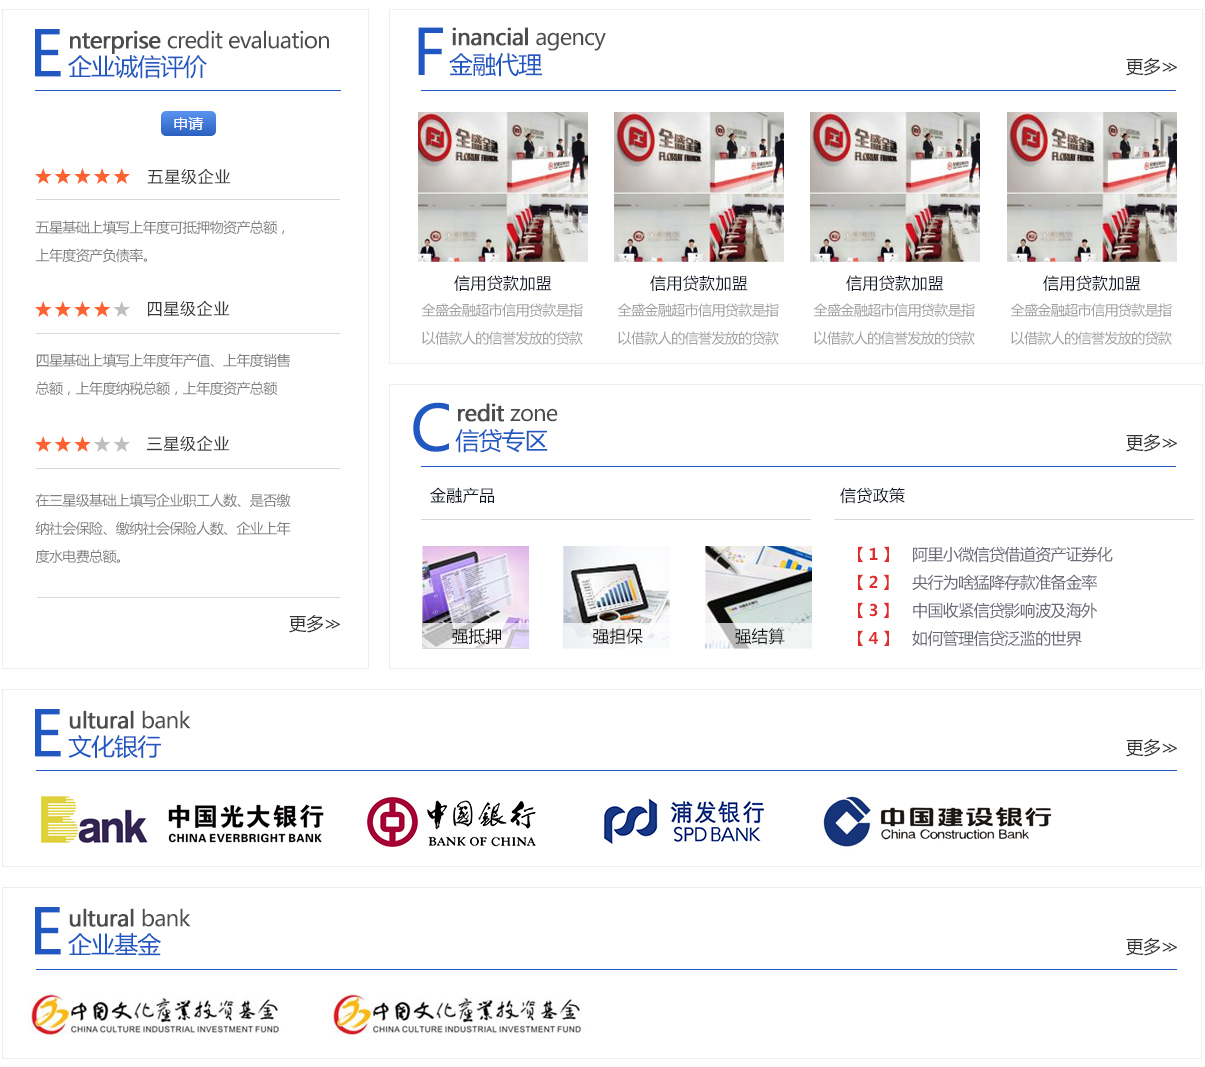 Enterprise credit evaluation
企业诚信评价
申请
五星级企业
五星基础上填写上年度可抵押物资产总额，
上年度资产负债率。
四星级企业
四星基础上填写上年度年产值、上年度销售
总额，上年度纳税总额，上年度资产总额
三星级企业
在三星级基础上填写企业职工人数、是否缴
纳社会保险、缴纳社会保险人数、企业上年
度水电费总额。
更多>>
Financial agency
金融代理
更多>>
信用贷款加盟
全盛金融超市信用贷款是指
以借款人的信誉发放的贷款
信用贷款加盟
全盛金融超市信用贷款是指
以借款人的信誉发放的贷款
信用贷款加盟
全盛金融超市信用贷款是指
以借款人的信誉发放的贷款
信用贷款加盟
全盛金融超市信用贷款是指
以借款人的信誉发放的贷款
Credit zone
信贷专区
更多>>
金融产品
强抵押
强担保
强结算
信贷政策
【1】 阿里小微信贷借道资产证券化
【2】 央行为啥猛降存款准备金率
【3】 中国收紧信贷影响波及海外
【4】 如何管理信贷泛滥的世界
Eultural bank
文化银行
更多>>
Bank
中国光大银行
CHINA EVERBRIGHT BANK
中国銀行
BANK OF CHINA
浦发银行
SPD BANK
中国建设银行
China Construction Bank
Eultural bank
企业基金
更多>>
中国文化産業投资基金
CHINA CULTURE INDUSTRIAL INVESTMENT FUND
中国文化産業投资基金
CHINA CULTURE INDUSTRIAL INVESTMENT FUND